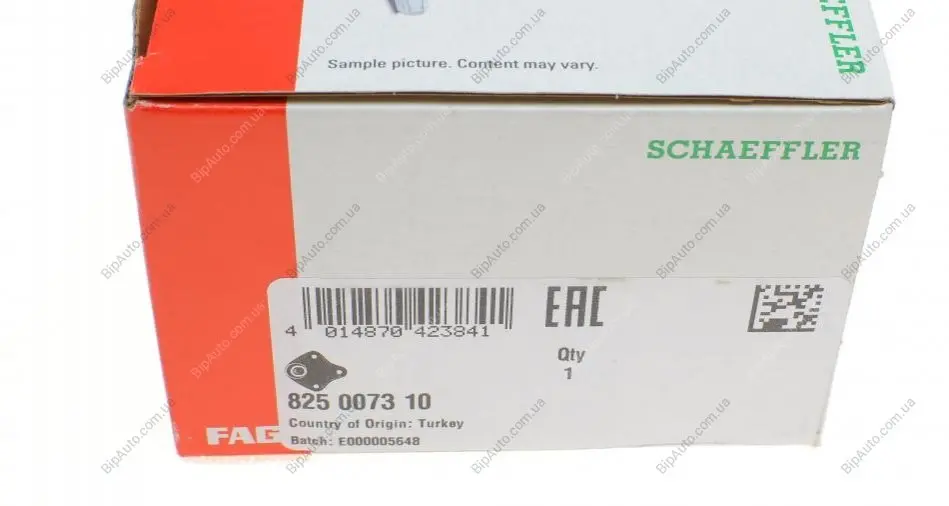 EFFLER
Sample picture. Content may vary.
SCHAEFFLER
4 014870 423841
EAC
Qty
1
825 0073 10
Country of Origin: Turkey
Batch: E000005648
FAG
BipAuto.com.ua